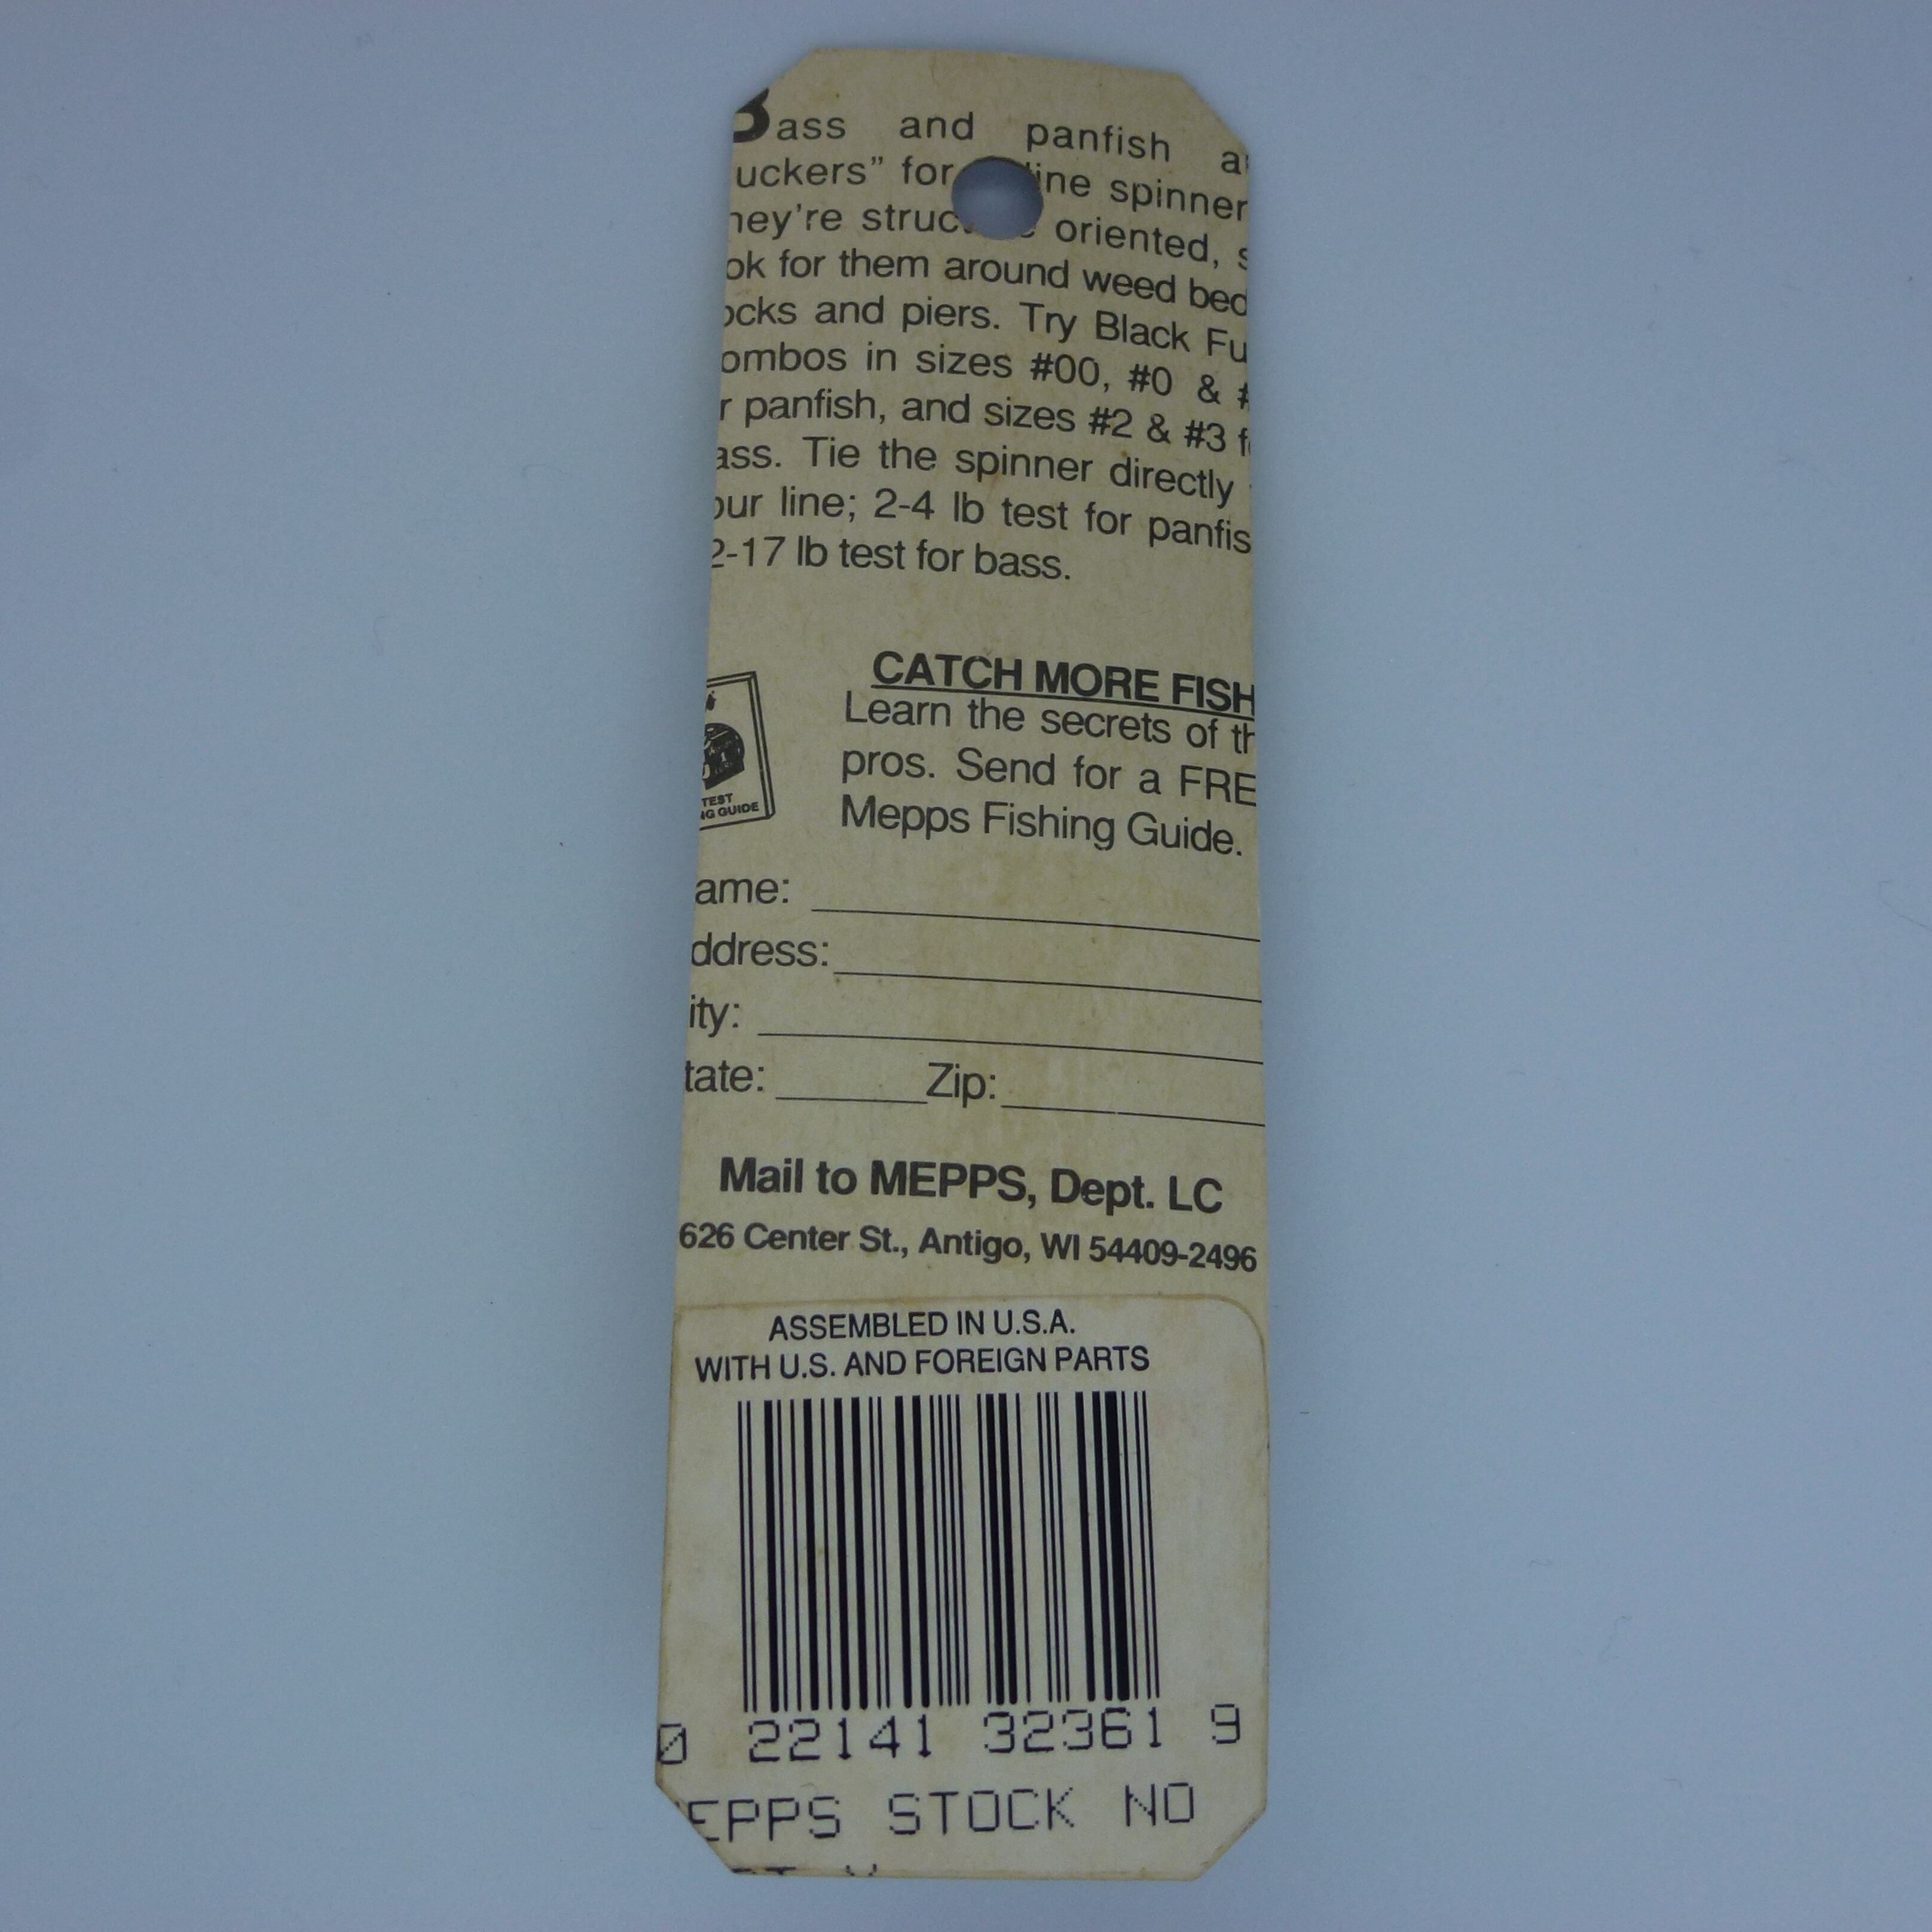 Bass and panfish a
uckers” for line spinner
hey’re struc oriented, s
ok for them around weed bed
ocks and piers. Try Black Fu
ombos in sizes #00, #0 & #
r panfish, and sizes #2 & #3 f
ass. Tie the spinner directly
our line; 2-4 lb test for panfis
2-17 lb test for bass.
TEST
NG GUIDE
CATCH MORE FISH
Learn the secrets of th
pros. Send for a FRE
Mepps Fishing Guide.
ame:
ddress:
ity:
tate: Zip:
Mail to MEPPS, Dept. LC
626 Center St., Antigo, WI 54409-2496
ASSEMBLED IN U.S.A.
WITH U.S. AND FOREIGN PARTS
0 22141 32361 9
EPPS STOCK NO